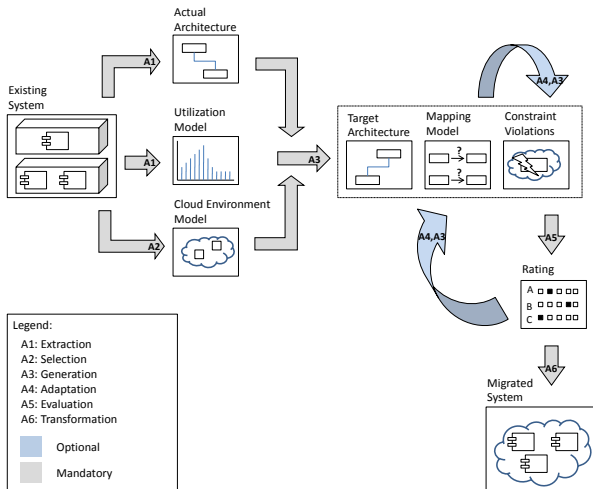 Actual
Architecture
A1
A4,A3
Existing
System
Utilization
Model
Target
Architecture
Mapping
Model
Constraint
Violations
?
?
A1
A3
Cloud Environment
Model
A2
A4,A3
A5
Rating
A
B
C
Legend:
A1: Extraction
A2: Selection
A3: Generation
A4: Adaptation
A5: Evaluation
A6: Transformation
Optional
Mandatory
A6
Migrated
System